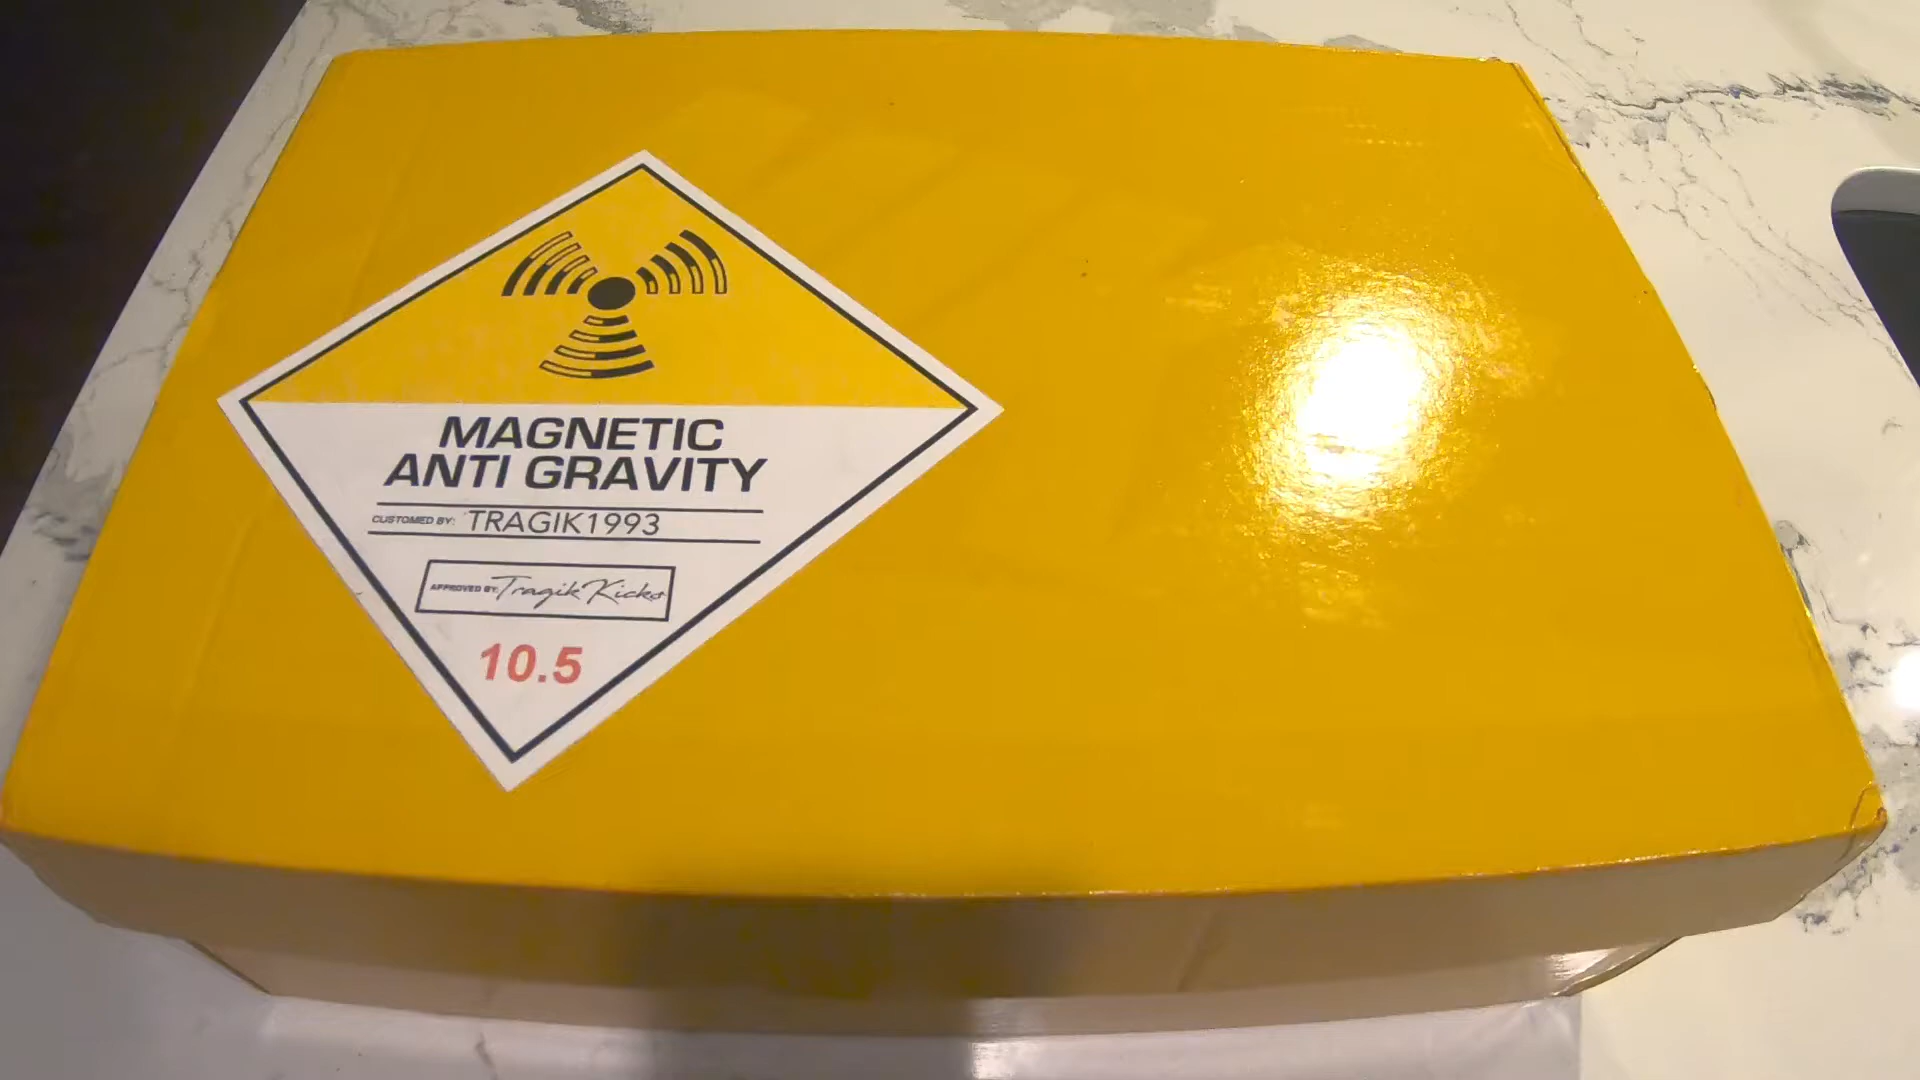 MAGNETIC
ANTI GRAVITY
CUSTOMED BY: TRAGIK1993
APPROVED BY: Tragik Kicks
10.5